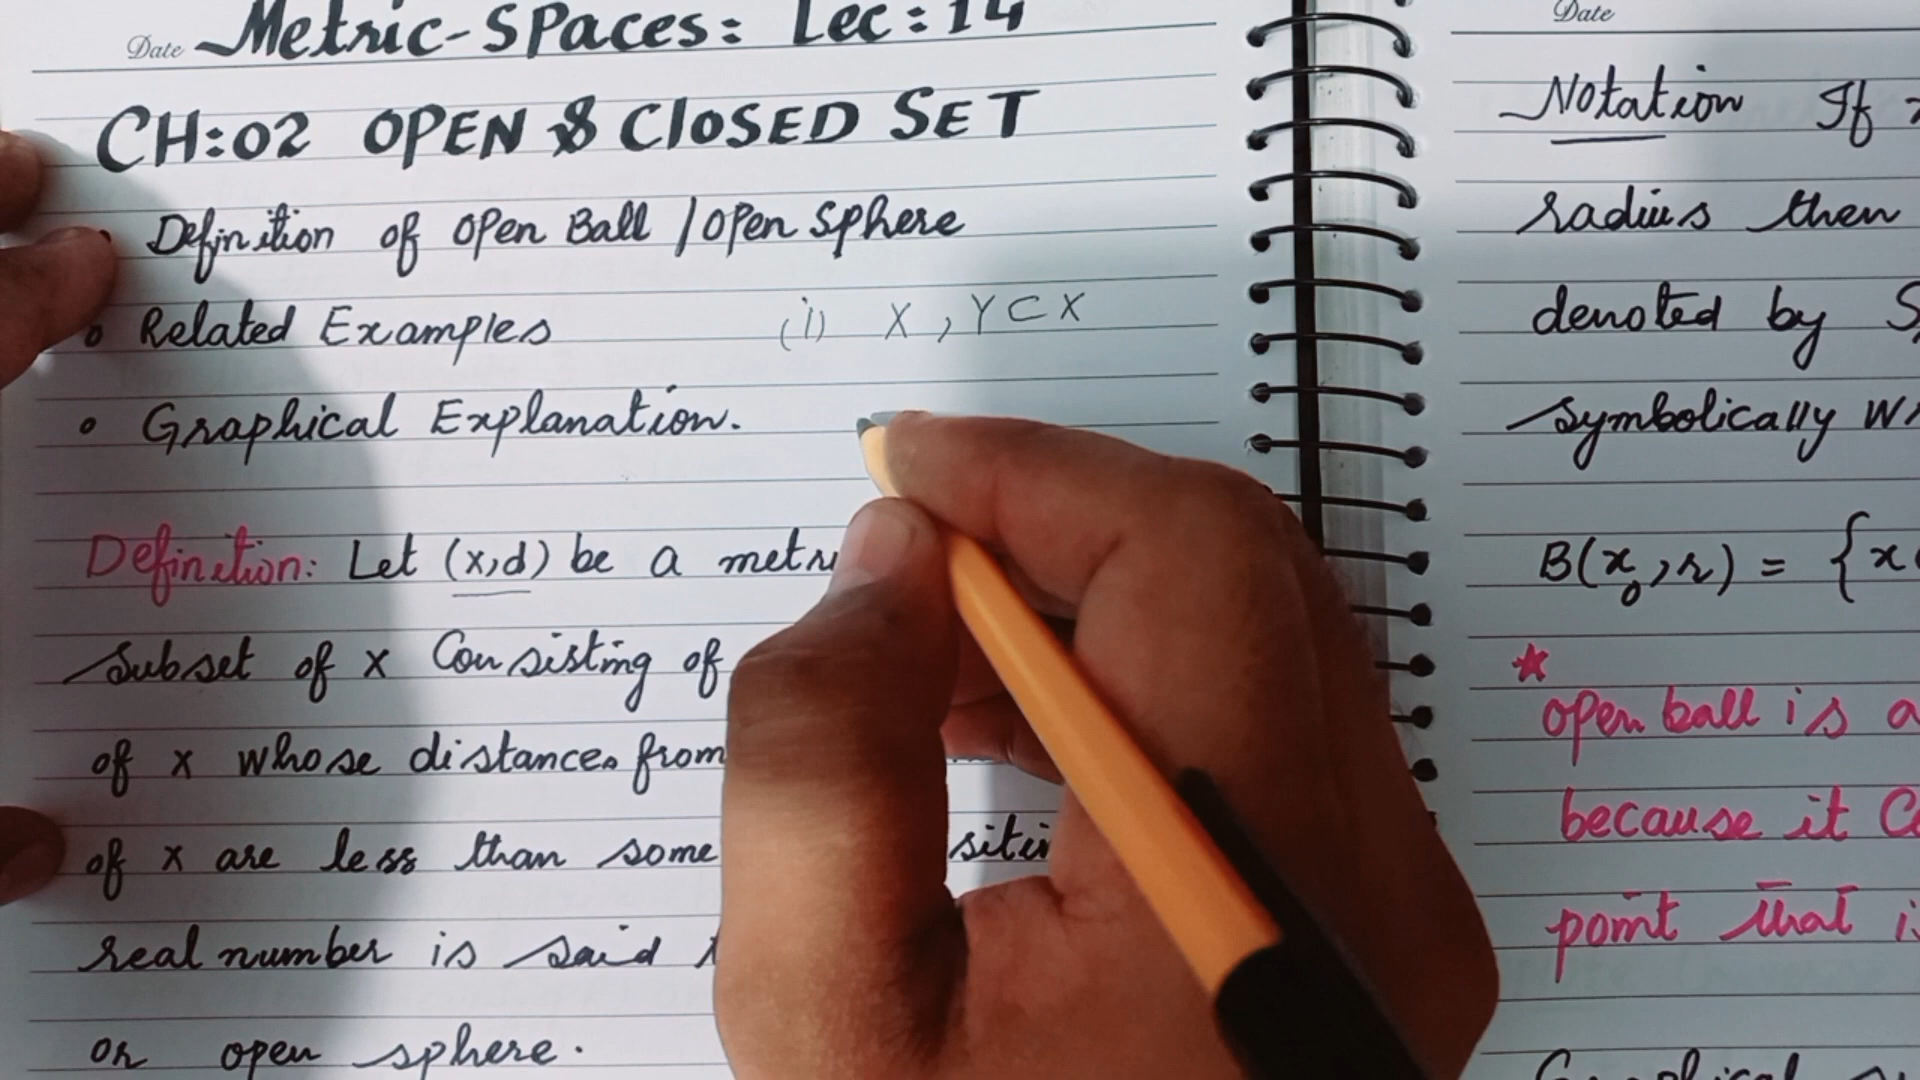 Date Metric-Spaces: Lec:14
CH:02 OPEN & ClOSED SET
Definition of open Ball / open Sphere
Related Examples (i) X, Y⊂X
Graphical Explanation.
Definition: Let (x,d) be a metri
Subset of x Consisting of
of x whose distances from
of x are less than some sitiv
real number is said
or open sphere.
Date
Notation If
radius then
denoted by S
Symbolically
B(x₀,r) = {x
★
open ball is a
because it
point that is